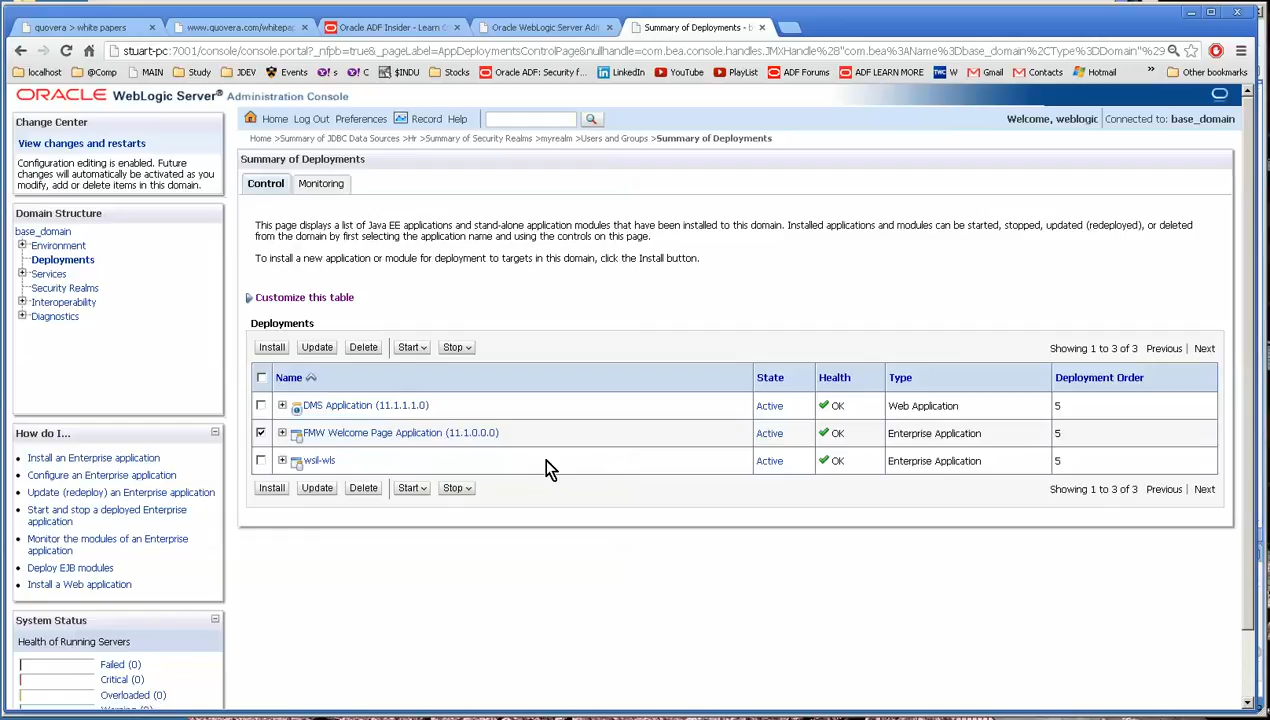 quovera > white papers
www.quovera.com/whitepap
Oracle ADF Insider - Learn O
Oracle WebLogic Server Adm
Summary of Deployments - b
stuart-pc:7001/console/console.portal?_nfpb=true&_pageLabel=AppDeploymentsControlPage&nullhandle=com.bea.console.handles.JMXHandle%28"com.bea%3AName%3Dbase_domain%2CType%3DDomain"%29
localhost @Comp MAIN Study JDEV Events Y! s Y! C $INDU Stocks Oracle ADF: Security f... LinkedIn YouTube PlayList ADF Forums ADF LEARN MORE TWC W Gmail Contacts Hotmail » Other bookmarks
ORACLE WebLogic Server® Administration Console
Change Center
View changes and restarts
Configuration editing is enabled. Future
changes will automatically be activated as you
modify, add or delete items in this domain.
Domain Structure
base_domain
Environment
Deployments
Services
Security Realms
Interoperability
Diagnostics
How do I...
Install an Enterprise application
Configure an Enterprise application
Update (redeploy) an Enterprise application
Start and stop a deployed Enterprise
application
Monitor the modules of an Enterprise
application
Deploy EJB modules
Install a Web application
System Status
Health of Running Servers
Failed (0)
Critical (0)
Overloaded (0)
Home Log Out Preferences Record Help
Welcome, weblogic Connected to: base_domain
Home >Summary of JDBC Data Sources >Hr >Summary of Security Realms >myrealm >Users and Groups >Summary of Deployments
Summary of Deployments
Control Monitoring
This page displays a list of Java EE applications and stand-alone application modules that have been installed to this domain. Installed applications and modules can be started, stopped, updated (redeployed), or deleted
from the domain by first selecting the application name and using the controls on this page.
To install a new application or module for deployment to targets in this domain, click the Install button.
Customize this table
Deployments
Install Update Delete Start Stop Showing 1 to 3 of 3 Previous | Next
Name State Health Type Deployment Order
DMS Application (11.1.1.1.0) Active OK Web Application 5
FMW Welcome Page Application (11.1.0.0.0) Active OK Enterprise Application 5
wsil-wls Active OK Enterprise Application 5
Install Update Delete Start Stop Showing 1 to 3 of 3 Previous | Next